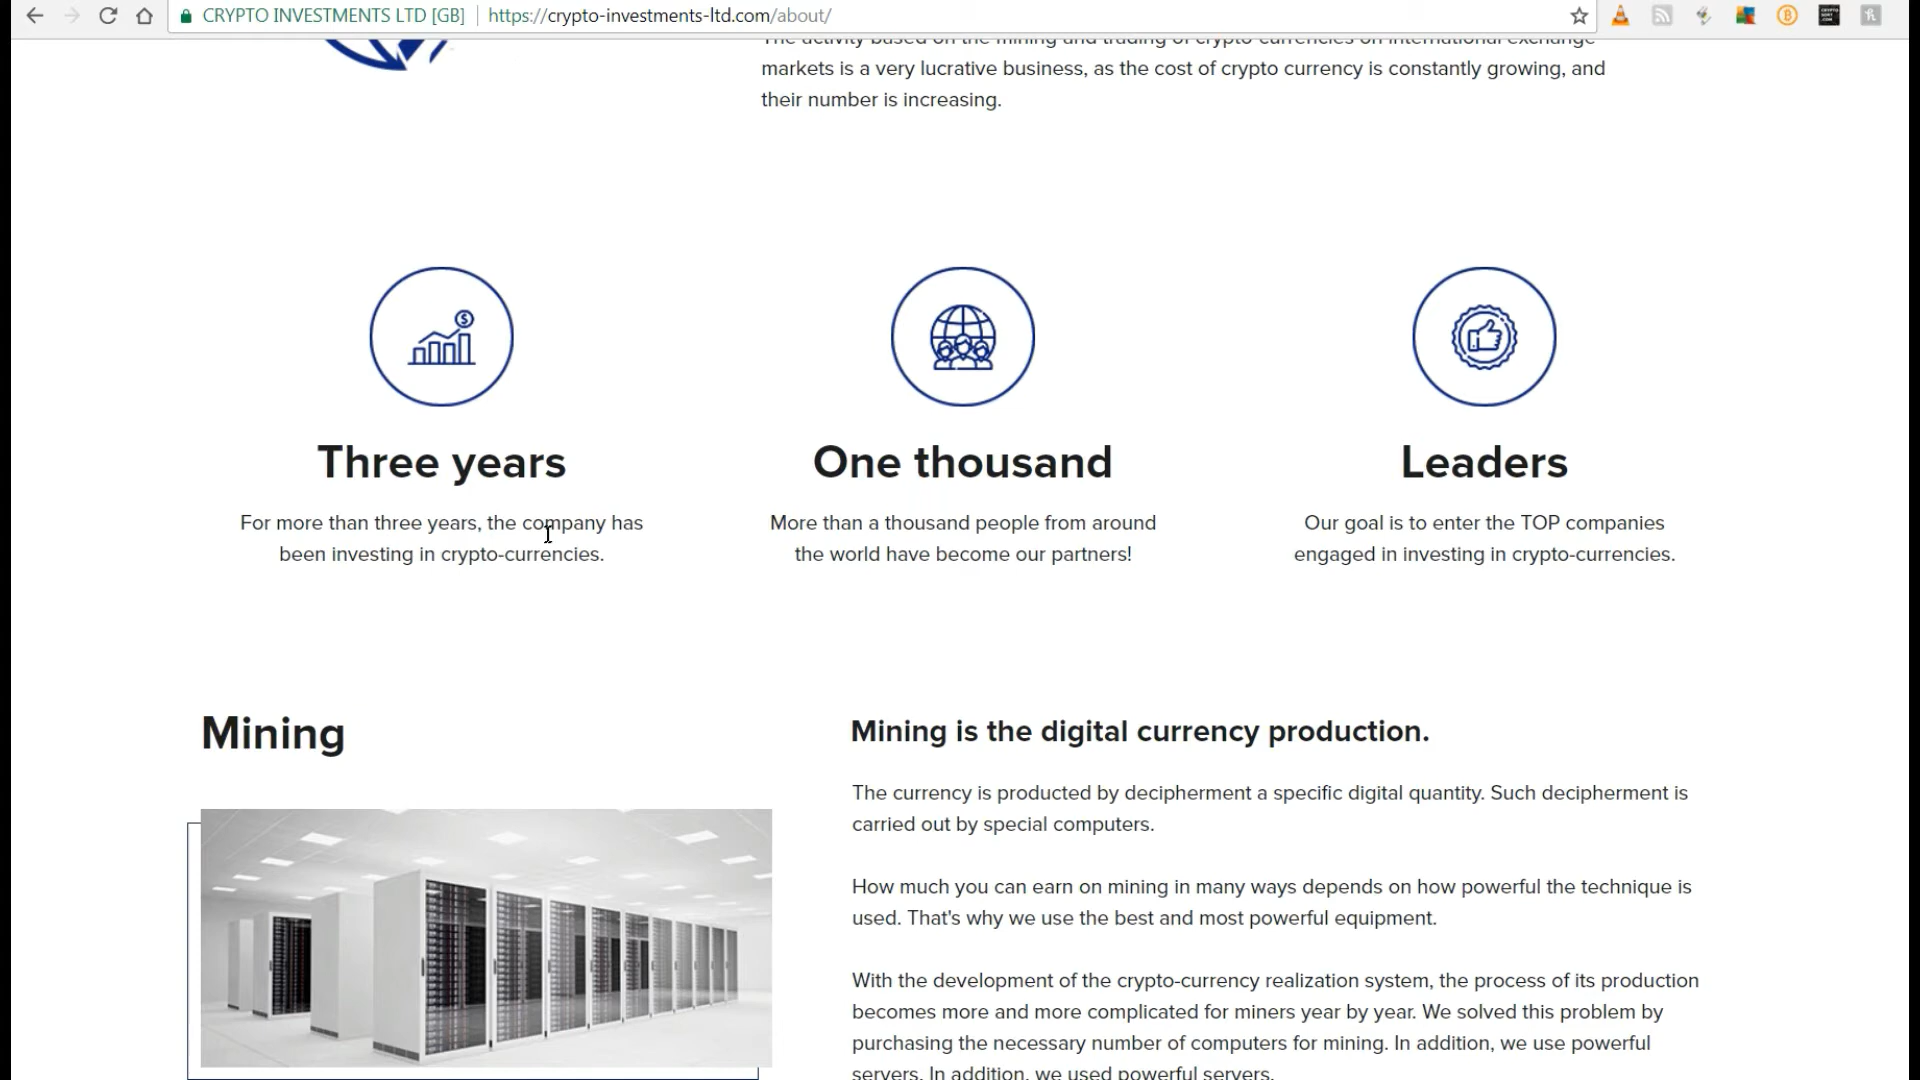 CRYPTO INVESTMENTS LTD [GB] https://crypto-investments-ltd.com/about/
The activity based on the mining and trading of crypto currencies on international exchange
markets is a very lucrative business, as the cost of crypto currency is constantly growing, and
their number is increasing.
Three years
For more than three years, the company has
been investing in crypto-currencies.
One thousand
More than a thousand people from around
the world have become our partners!
Leaders
Our goal is to enter the TOP companies
engaged in investing in crypto-currencies.
Mining
Mining is the digital currency production.
The currency is producted by decipherment a specific digital quantity. Such decipherment is
carried out by special computers.
How much you can earn on mining in many ways depends on how powerful the technique is
used. That's why we use the best and most powerful equipment.
With the development of the crypto-currency realization system, the process of its production
becomes more and more complicated for miners year by year. We solved this problem by
purchasing the necessary number of computers for mining. In addition, we use powerful
servers. In addition, we used powerful servers.